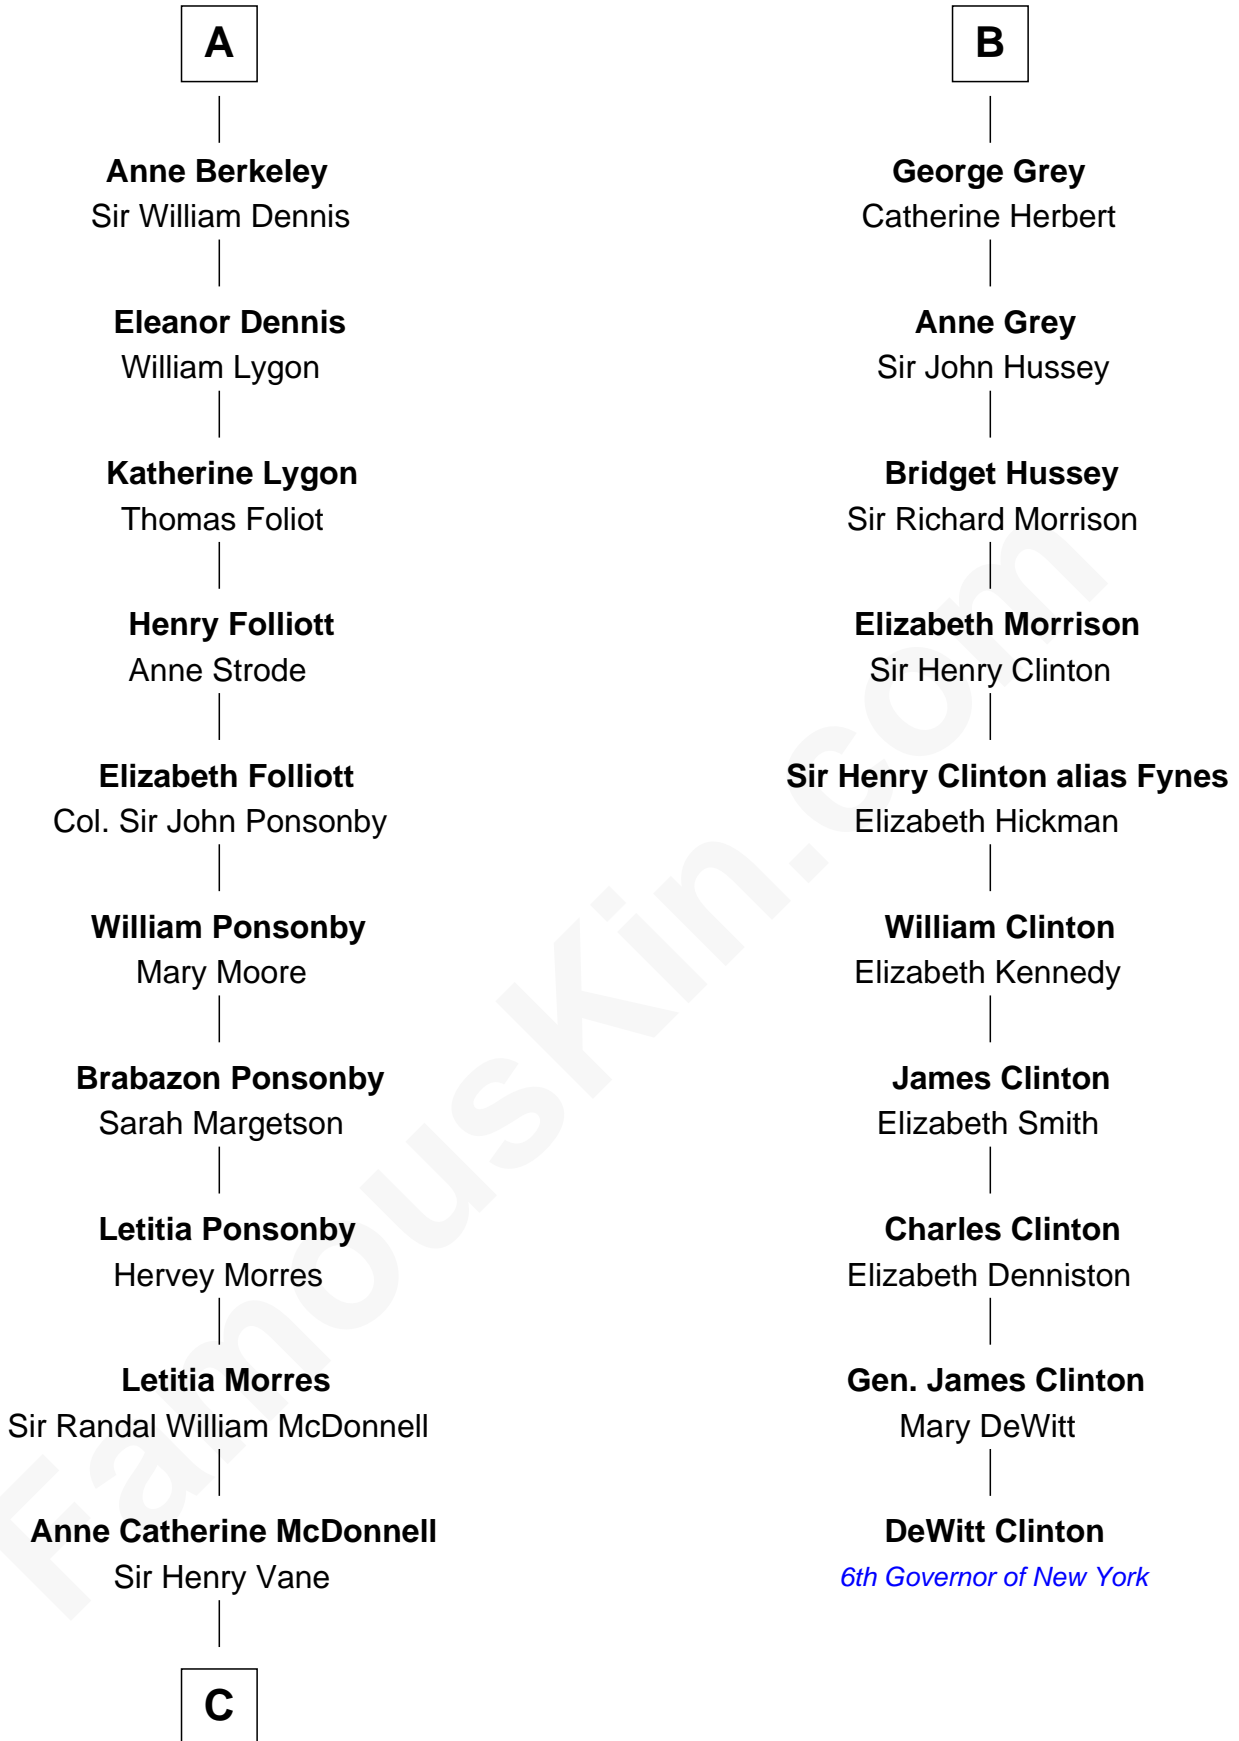 A
Anne Berkeley
Sir William Dennis
Eleanor Dennis
William Lygon
Katherine Lygon
Thomas Foliot
Henry Folliott
Anne Strode
Elizabeth Folliott
Col. Sir John Ponsonby
William Ponsonby
Mary Moore
Brabazon Ponsonby
Sarah Margetson
Letitia Ponsonby
Hervey Morres
Letitia Morres
Sir Randal William McDonnell
Anne Catherine McDonnell
Sir Henry Vane
C
B
George Grey
Catherine Herbert
Anne Grey
Sir John Hussey
Bridget Hussey
Sir Richard Morrison
Elizabeth Morrison
Sir Henry Clinton
Sir Henry Clinton alias Fynes
Elizabeth Hickman
William Clinton
Elizabeth Kennedy
James Clinton
Elizabeth Smith
Charles Clinton
Elizabeth Denniston
Gen. James Clinton
Mary DeWitt
DeWitt Clinton
6th Governor of New York
FamousKin.com